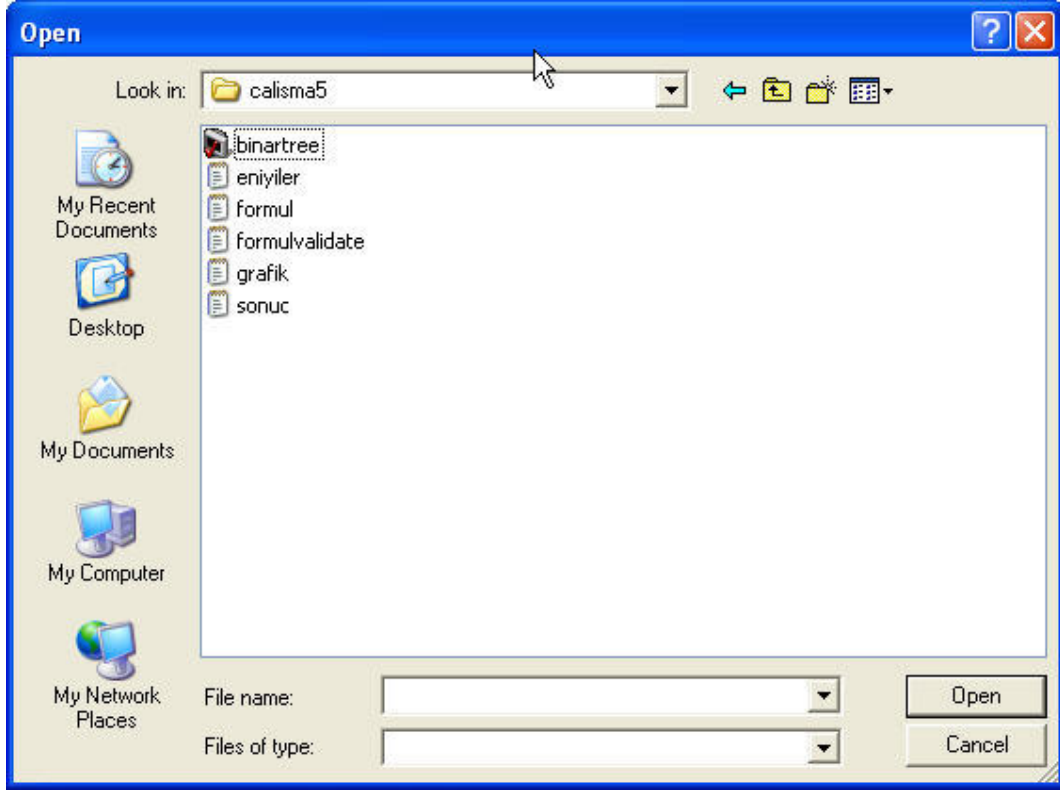 Open
Look in: calisma5
binartree
eniyiler
formul
formulvalidate
grafik
sonuc
My Recent
Documents
Desktop
My Documents
My Computer
My Network
Places
File name:
Open
Files of type:
Cancel